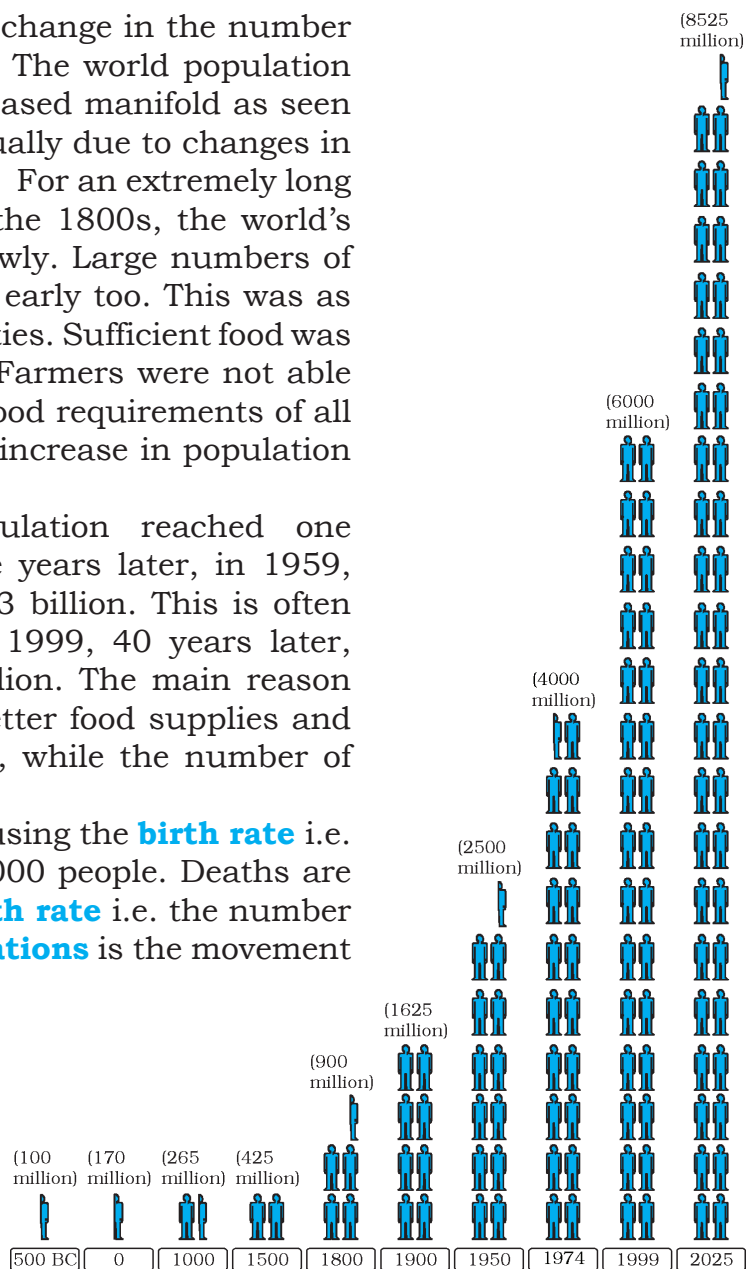 change in the number
The world population
ased manifold as seen
ually due to changes in
For an extremely long
the 1800s, the world’s
wly. Large numbers of
early too. This was as
ties. Sufficient food was
Farmers were not able
ood requirements of all
increase in population
ulation reached one
e years later, in 1959,
3 billion. This is often
1999, 40 years later,
lion. The main reason
etter food supplies and
, while the number of
using the birth rate i.e.
000 people. Deaths are
th rate i.e. the number
ations is the movement
(100
million)
(170
million)
(265
million)
(425
million)
(900
million)
(1625
million)
(2500
million)
(4000
million)
(6000
million)
(8525
million)
500 BC
0
1000
1500
1800
1900
1950
1974
1999
2025